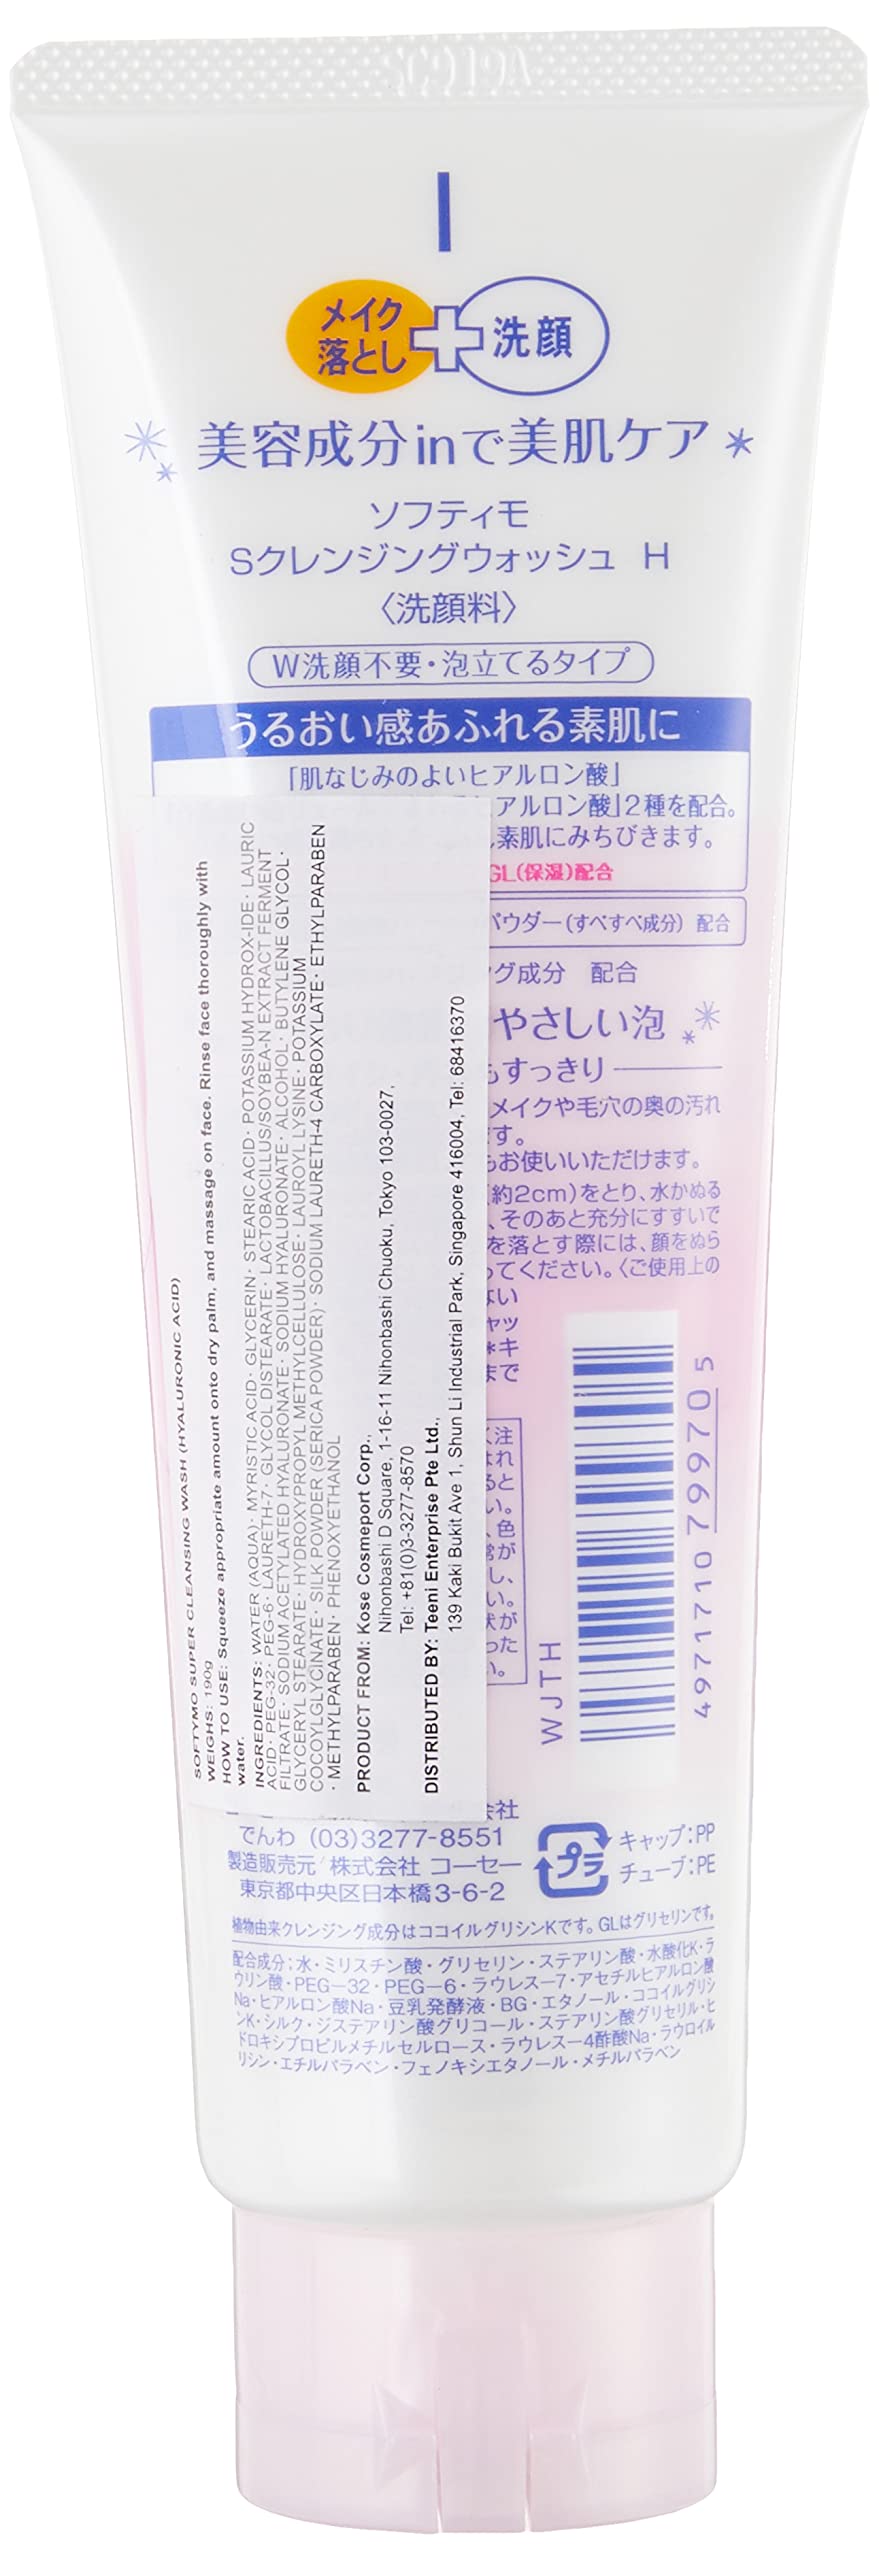 SC919A
メイク
落とし
洗顔
美容成分inで美肌ケア
ソフティモ
Sクレンジングウォッシュ H
〈洗顔料〉
W洗顔不要・泡立てるタイプ
うるおい感あふれる素肌に
「肌なじみのよいヒアルロン酸」
アルロン酸」2種を配合。
素肌にみちびきます。
GL(保湿)配合
パウダー(すべすべ成分) 配合
グ成分 配合
やさしい泡
もすっきり
メイクや毛穴の奥の汚れ
す。
もお使いいただけます。
(約2cm)をとり、水かぬる
、そのあと充分にすすいで
を落とす際には、顔をぬら
ってください。〈ご使用上の
ない
ャッ
*キ
まで
く注
はれ
ると
い。
、色
常が
し、
い。
状が
った
い。
WJTH
4971710 799705
SOFTYMO SUPER CLEANSING WASH (HYALURONIC ACID)
WEIGHS: 190g
HOW TO USE: Squeeze appropriate amount onto dry palm, and massage on face. Rinse face thoroughly with
water.
INGREDIENTS: WATER (AQUA)· MYRISTIC ACID· GLYCERIN· STEARIC ACID· POTASSIUM HYDROX-IDE· LAURIC
ACID· PEG-32· PEG-6· LAURETH-7· GLYCOL DISTEARATE· LACTOBACILLUS/SOYBEA-N EXTRACT FERMENT
FILTRATE· SODIUM ACETYLATED HYALURONATE· SODIUM HYALURONATE· ALCOHOL· BUTYLENE GLYCOL·
GLYCERYL STEARATE· HYDROXYPROPYL METHYLCELLULOSE· LAUROYL LYSINE· POTASSIUM
COCOYLGLYCINATE· SILK POWDER (SERICA POWDER)· SODIUM LAURETH-4 CARBOXYLATE· ETHYLPARABEN
· METHYLPARABEN· PHENOXYETHANOL
PRODUCT FROM: Kose Cosmeport Corp.,
Nihonbashi D Square, 1-16-11 Nihonbashi Chuoku, Tokyo 103-0027,
Tel: +81(0)3-3277-8570
DISTRIBUTED BY: Teeni Enterprise Pte Ltd.,
139 Kaki Bukit Ave 1, Shun Li Industrial Park, Singapore 416004, Tel: 68416370
会社
でんわ (03)3277-8551
製造販売元/株式会社 コーセー
東京都中央区日本橋3-6-2
プラ
キャップ:PP
チューブ:PE
植物由来クレンジング成分はココイルグリシンKです。GLはグリセリンです。
配合成分:水・ミリスチン酸・グリセリン・ステアリン酸・水酸化K・ラ
ウリン酸・PEG-32・PEG-6・ラウレス-7・アセチルヒアルロン酸
Na・ヒアルロン酸Na・豆乳発酵液・BG・エタノール・ココイルグリシ
ンK・シルク・ジステアリン酸グリコール・ステアリン酸グリセリル・ヒ
ドロキシプロピルメチルセルロース・ラウレス-4酢酸Na・ラウロイル
リシン・エチルパラベン・フェノキシエタノール・メチルパラベン